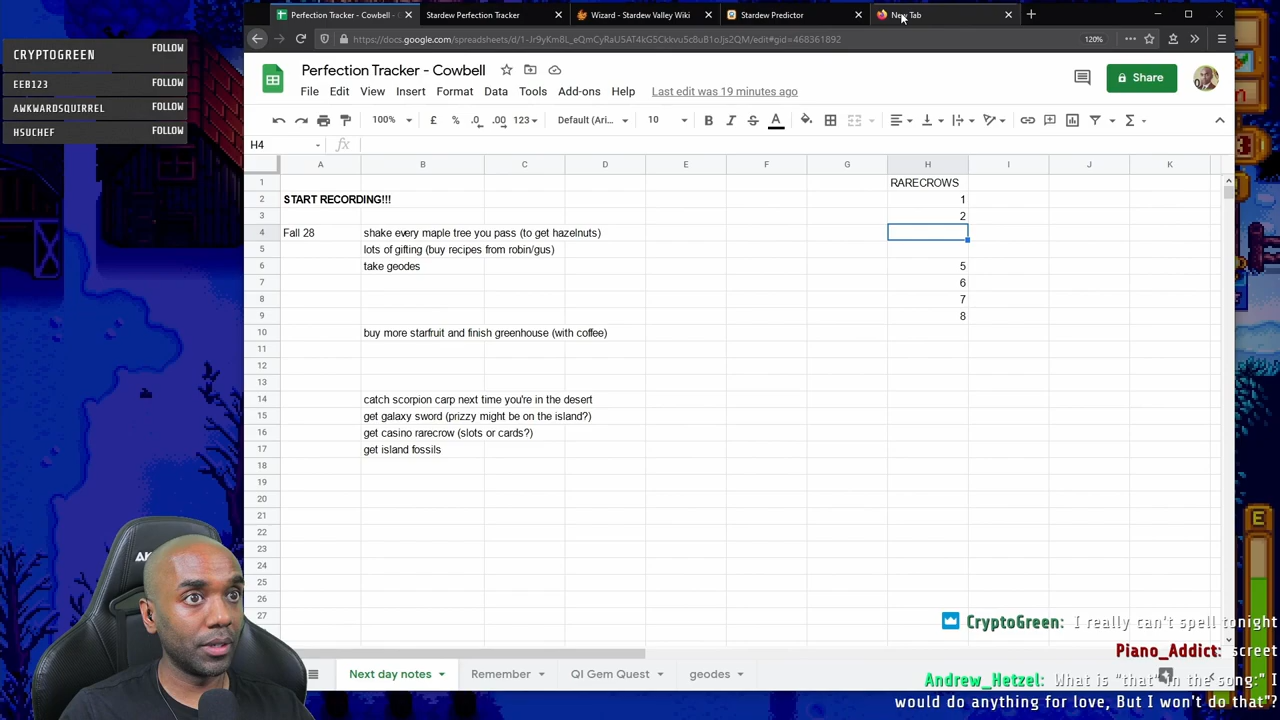 CRYPTOGREEN FOLLOW
EEB123 FOLLOW
AWKWARDSQUIRREL FOLLOW
HSUCHEF FOLLOW
Perfection Tracker - Cowbell -
Stardew Perfection Tracker
Wizard - Stardew Valley Wiki
Stardew Predictor
New Tab
120%
Perfection Tracker - Cowbell
File Edit View Insert Format Data Tools Add-ons Help Last edit was 19 minutes ago
Share
100% £ % .0 .00 123 Default (Ari... 10 B I S A
H4 fx
A B C D E F G H I J K
1 RARECROWS
2 START RECORDING!!! 1
3 2
4 Fall 28 shake every maple tree you pass (to get hazelnuts)
5 lots of gifting (buy recipes from robin/gus)
6 take geodes 5
7 6
8 7
9 8
10 buy more starfruit and finish greenhouse (with coffee)
11
12
13
14 catch scorpion carp next time you're in the desert
15 get galaxy sword (prizzy might be on the island?)
16 get casino rarecrow (slots or cards?)
17 get island fossils
18
19
20
21
22
23
24
25
26
27
Next day notes Remember QI Gem Quest geodes
AK
E
CryptoGreen: I really can't spell tonight
Piano_Addict: screet
Andrew_Hetzel: What is "that" in the song:" I
would do anything for love, But I won't do that"?